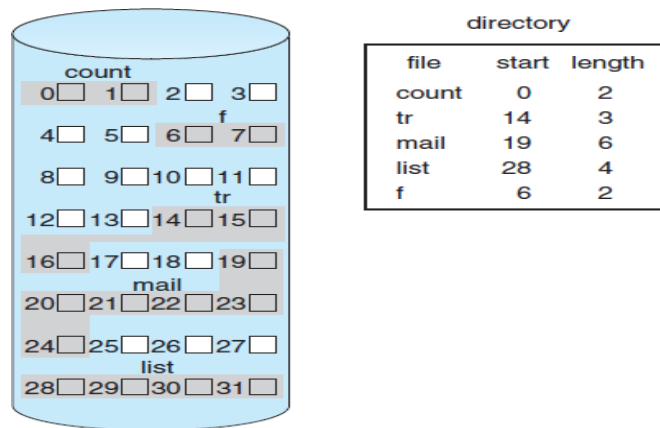 count
0 1 2 3
f
4 5 6 7
8 9 10 11
tr
12 13 14 15
16 17 18 19
mail
20 21 22 23
24 25 26 27
list
28 29 30 31
directory
file start length
count 0 2
tr 14 3
mail 19 6
list 28 4
f 6 2